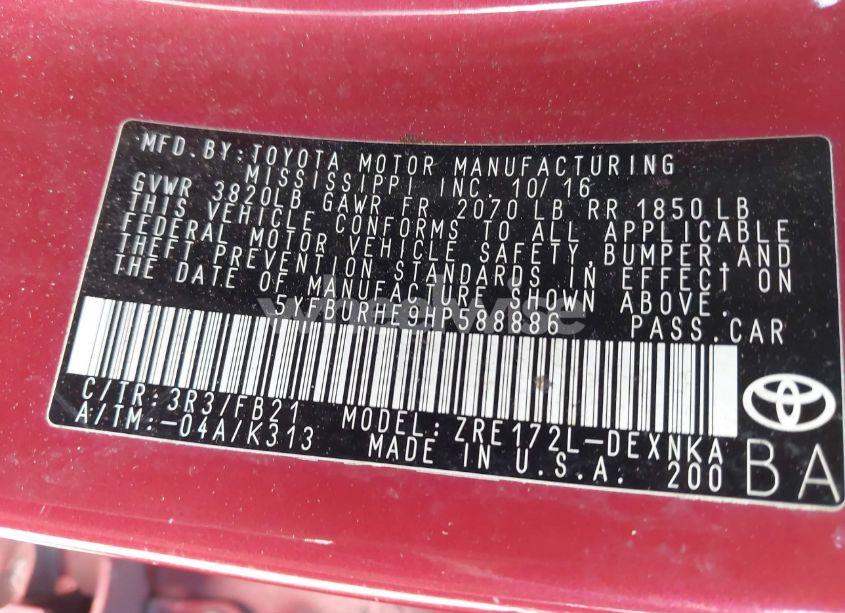 MFD.BY:TOYOTA MOTOR MANUFACTURING
MISSISSIPPI INC. 10/16
GVWR 3820LB GAWR FR 2070 LB RR 1850 LB
THIS VEHICLE CONFORMS TO ALL APPLICABLE
FEDERAL MOTOR VEHICLE SAFETY,BUMPER,AND
THEFT PREVENTION STANDARDS IN EFFECT ON
THE DATE OF MANUFACTURE SHOWN ABOVE.
5YFBURHE9HP588886 PASS.CAR
C/TR:3R3/FB21 MODEL:ZRE172L-DEXNKA
A/TM:-04A/K313 MADE IN U.S.A. 200
BA